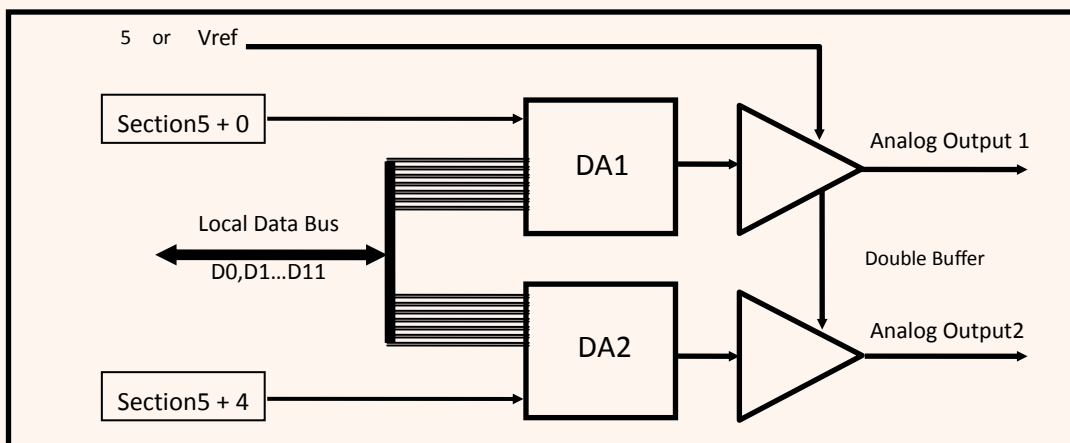 5 or Vref
Section5 + 0
DA1
Analog Output 1
Local Data Bus
D0,D1...D11
Double Buffer
DA2
Analog Output2
Section5 + 4